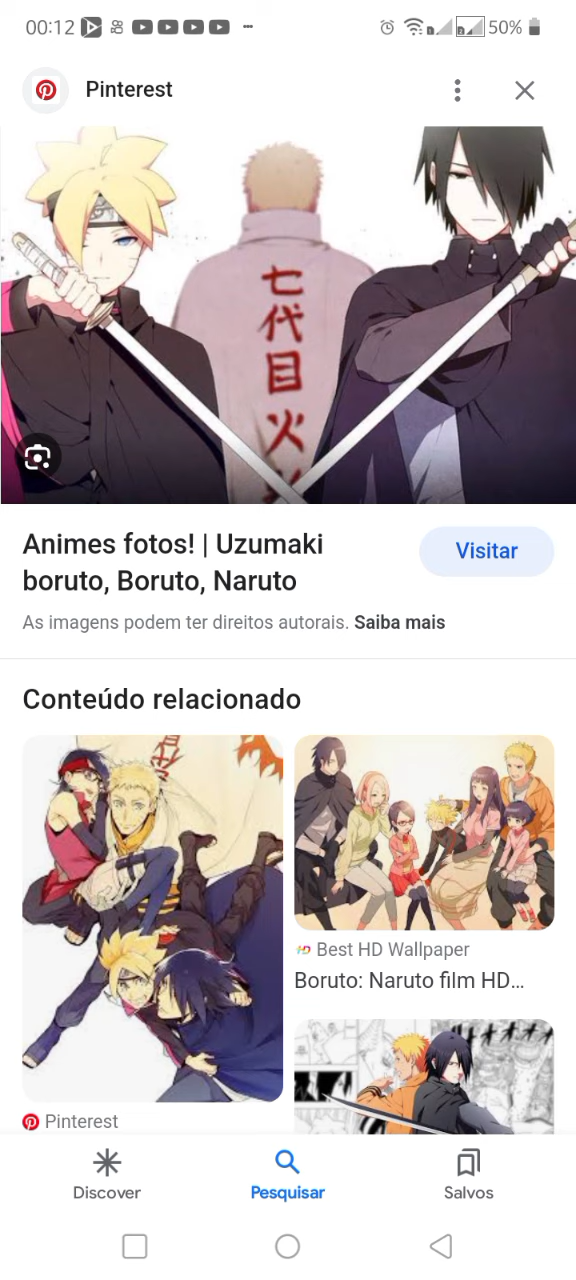 00:12
50%
Pinterest
七
代
目
火
Animes fotos! | Uzumaki
boruto, Boruto, Naruto
Visitar
As imagens podem ter direitos autorais. Saiba mais
Conteúdo relacionado
Best HD Wallpaper
Boruto: Naruto film HD...
Pinterest
Discover
Pesquisar
Salvos